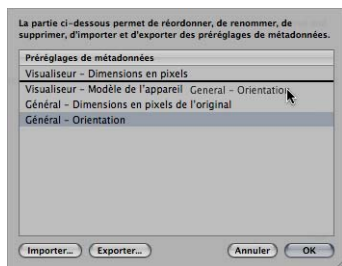 La partie ci-dessous permet de réordonner, de renommer, de
supprimer, d'importer et d'exporter des préréglages de métadonnées.
Préréglages de métadonnées
Visualiseur – Dimensions en pixels
Visualiseur – Modèle de l'appareil General – Orientation
Général – Dimensions en pixels de l'original
Général – Orientation
Importer... Exporter... Annuler OK